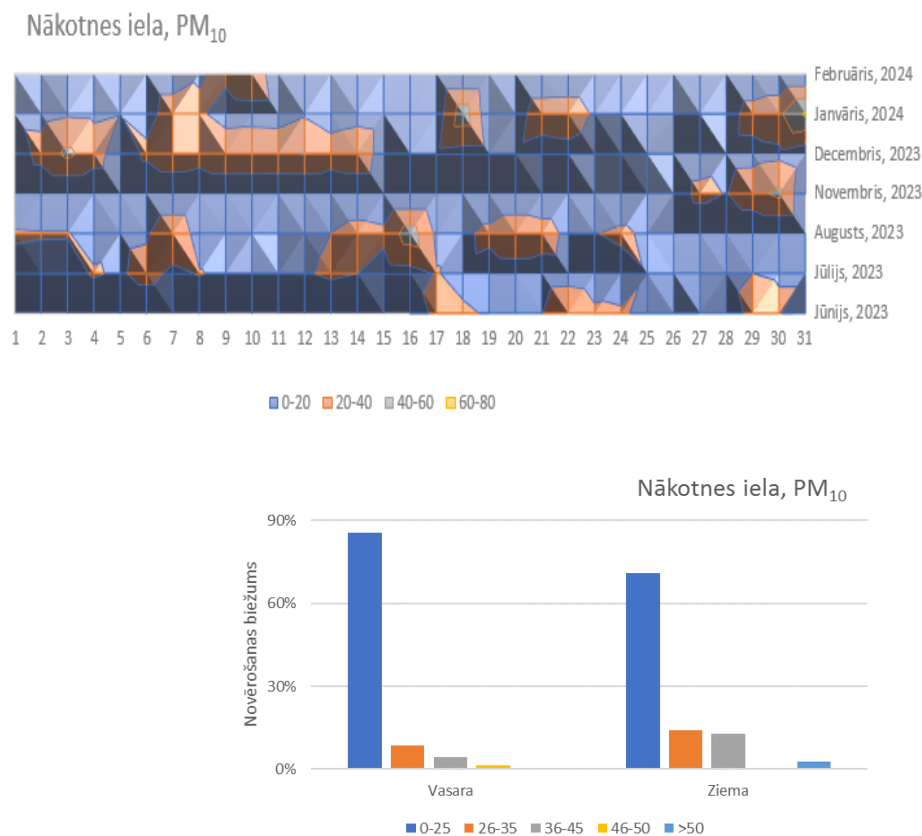 Nākotnes iela, PM₁₀
Februāris, 2024
Janvāris, 2024
Decembris, 2023
Novembris, 2023
Augusts, 2023
Jūlijs, 2023
Jūnijs, 2023
1 2 3 4 5 6 7 8 9 10 11 12 13 14 15 16 17 18 19 20 21 22 23 24 25 26 27 28 29 30 31
0-20 20-40 40-60 60-80
Nākotnes iela, PM₁₀
Novērošanas biežums
90%
60%
30%
0%
Vasara Ziema
0-25 26-35 36-45 46-50 >50